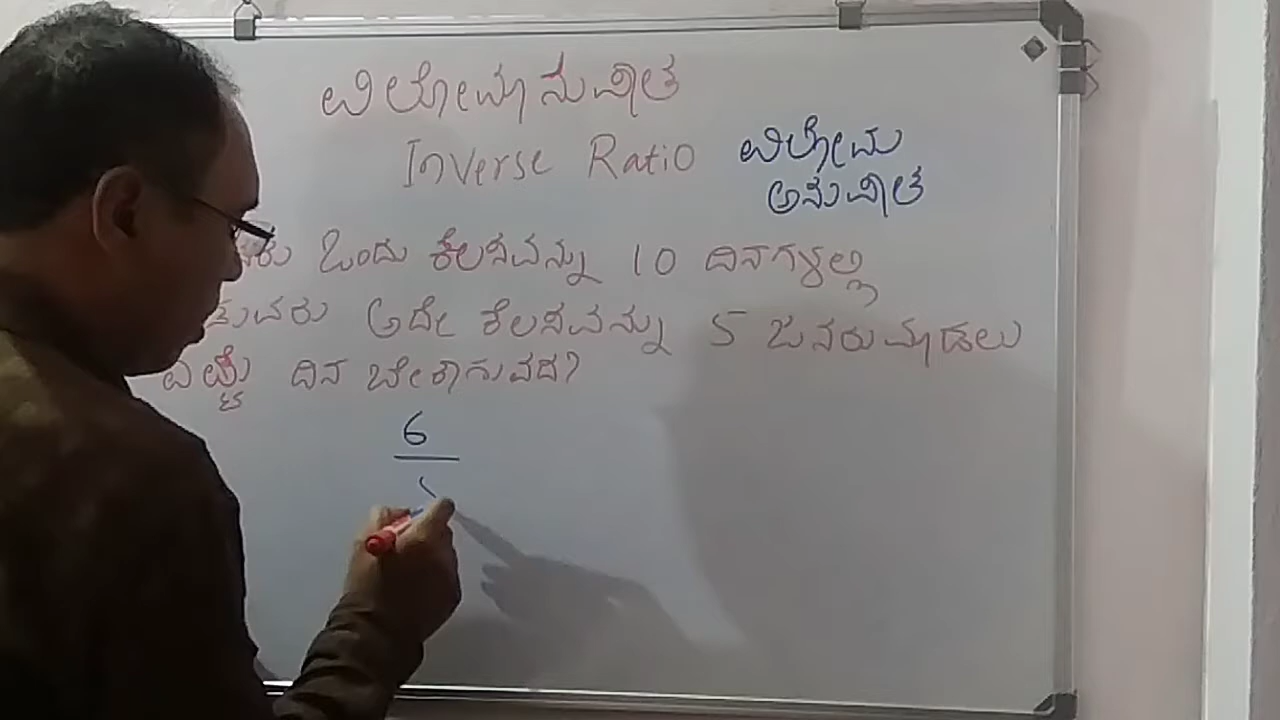 ವಿಲೋಮಾನುಪಾತ
Inverse Ratio
ವಿಲೋಮ
ಅನುಪಾತ
ಒಂದು ಕೆಲಸವನ್ನು 10 ದಿನಗಳಲ್ಲಿ
ಅದೇ ಕೆಲಸವನ್ನು 5 ಜನರು ಮಾಡಲು
ಎಷ್ಟು ದಿನ ಬೇಕಾಗುವದು?
6